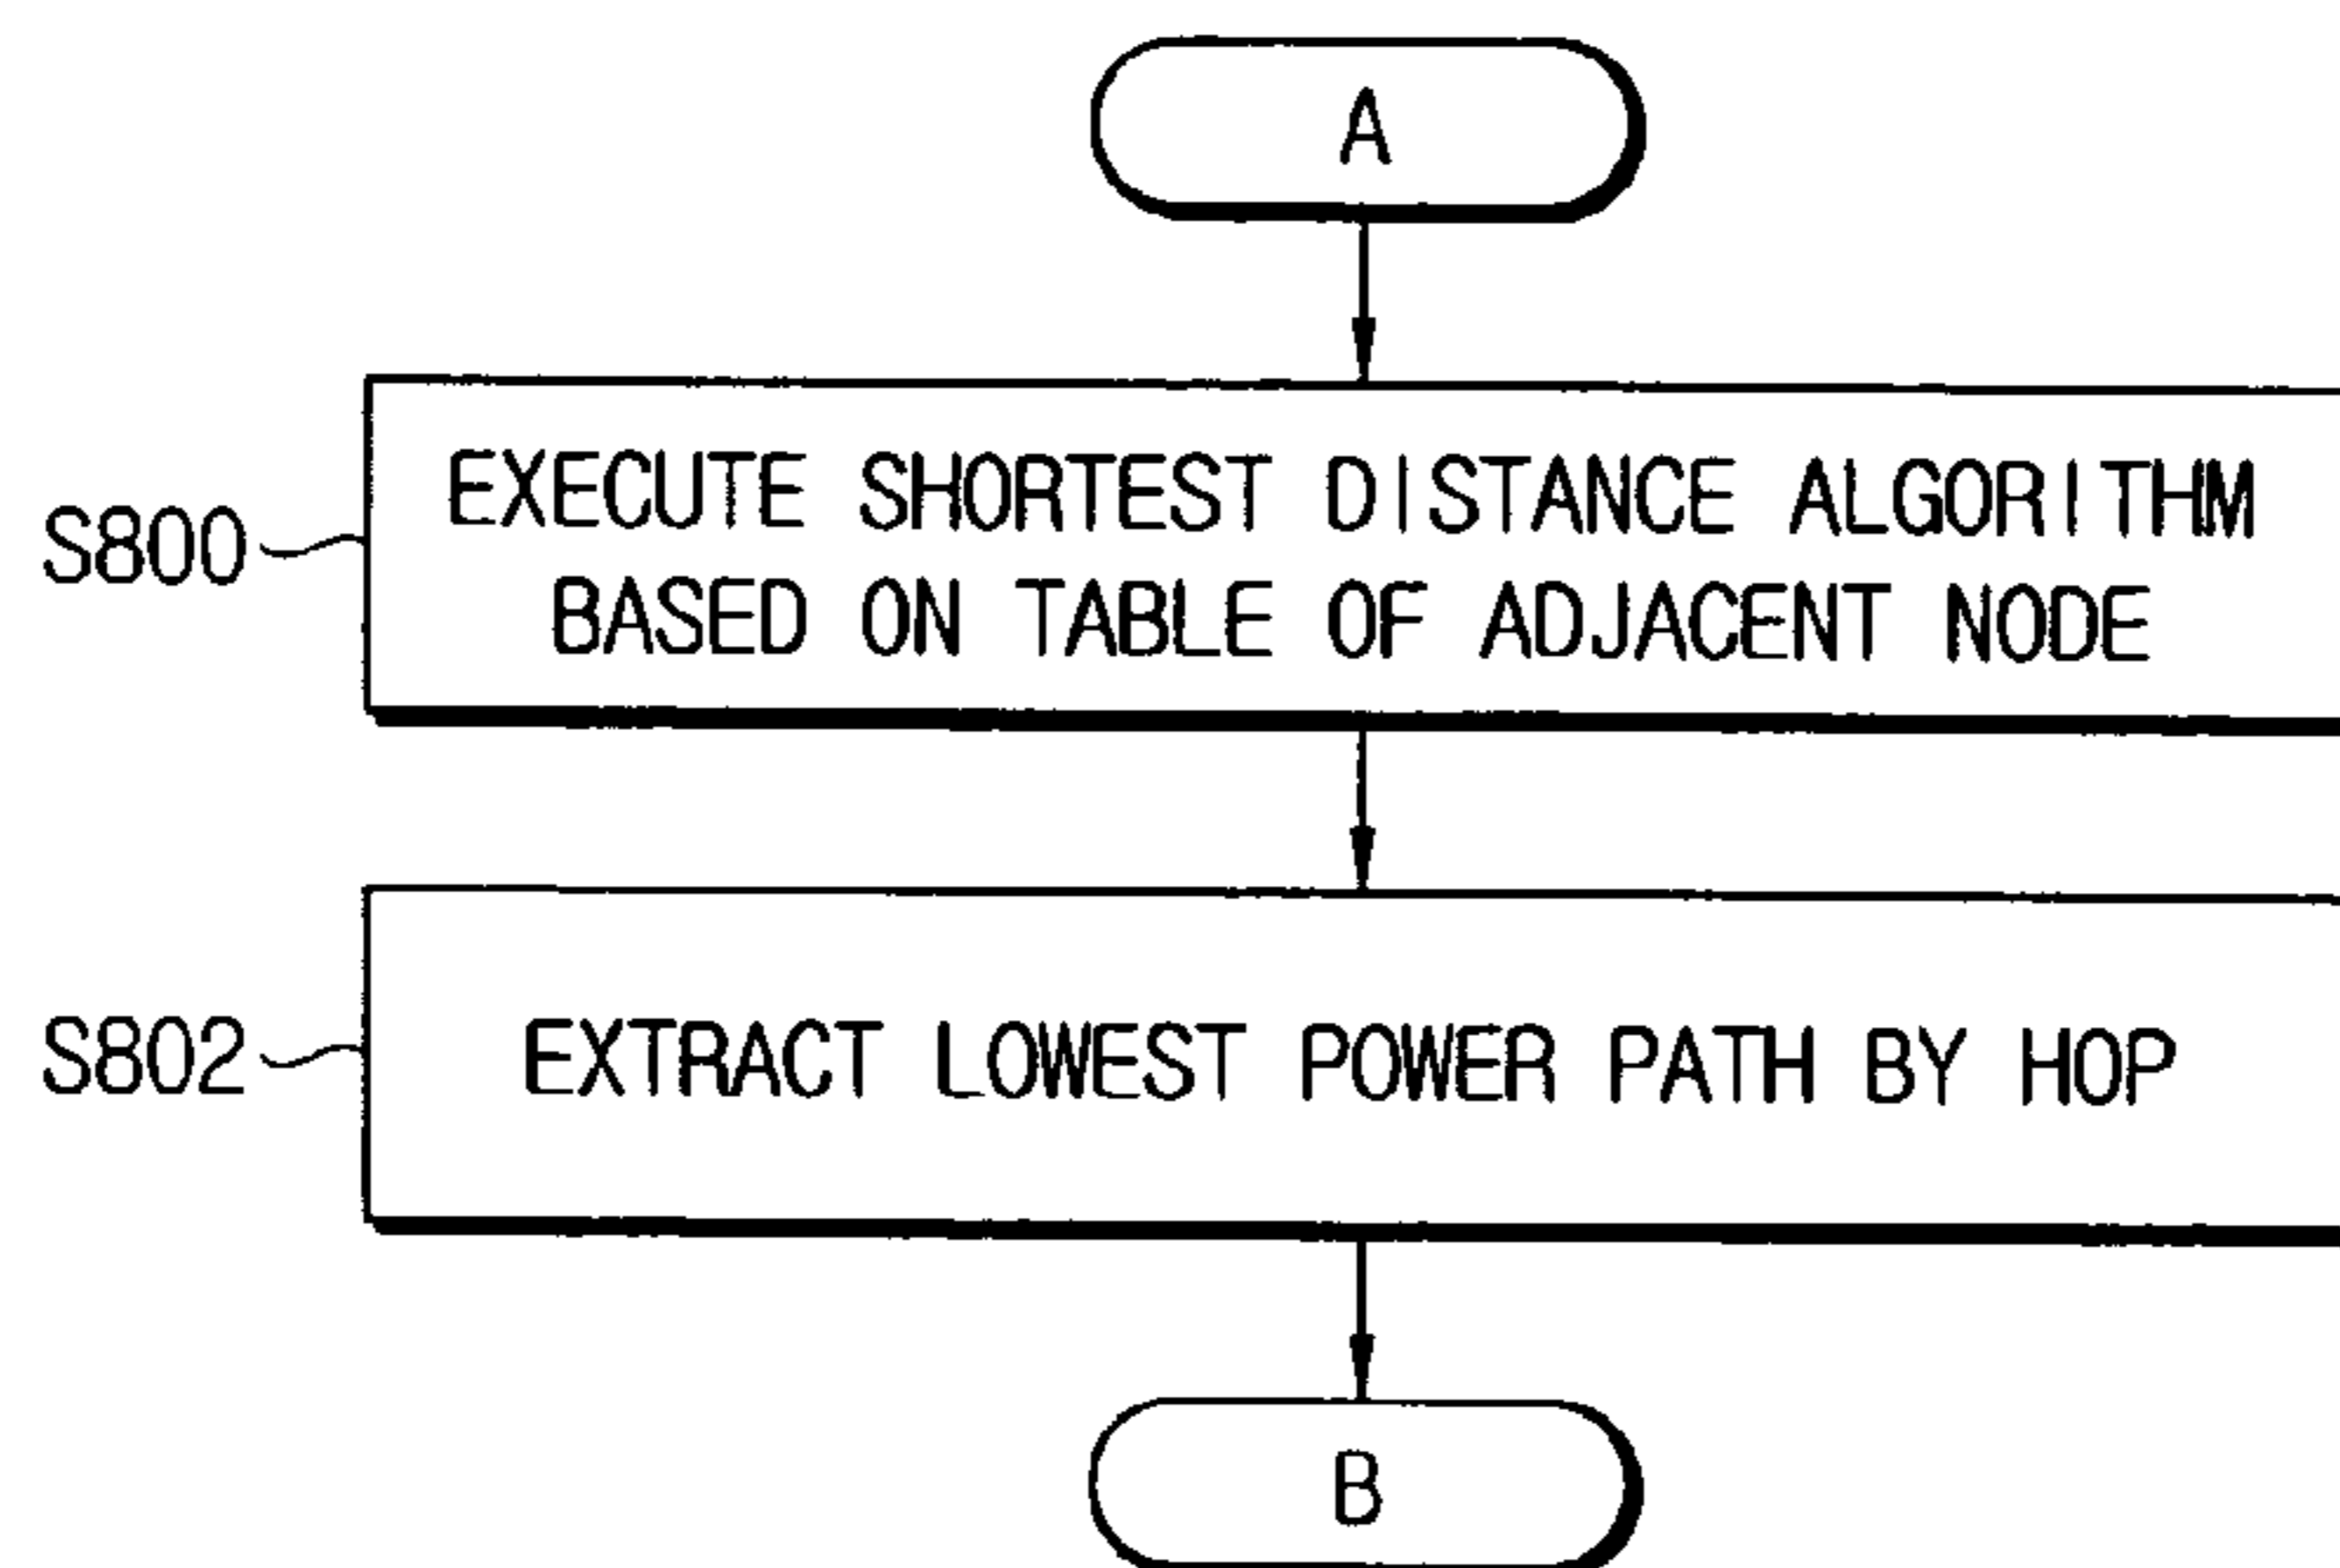 A
EXECUTE SHORTEST DISTANCE ALGORITHM
S800
BASED ON TABLE OF ADJACENT NODE
S802
EXTRACT LOWEST POWER PATH BY HOP
B